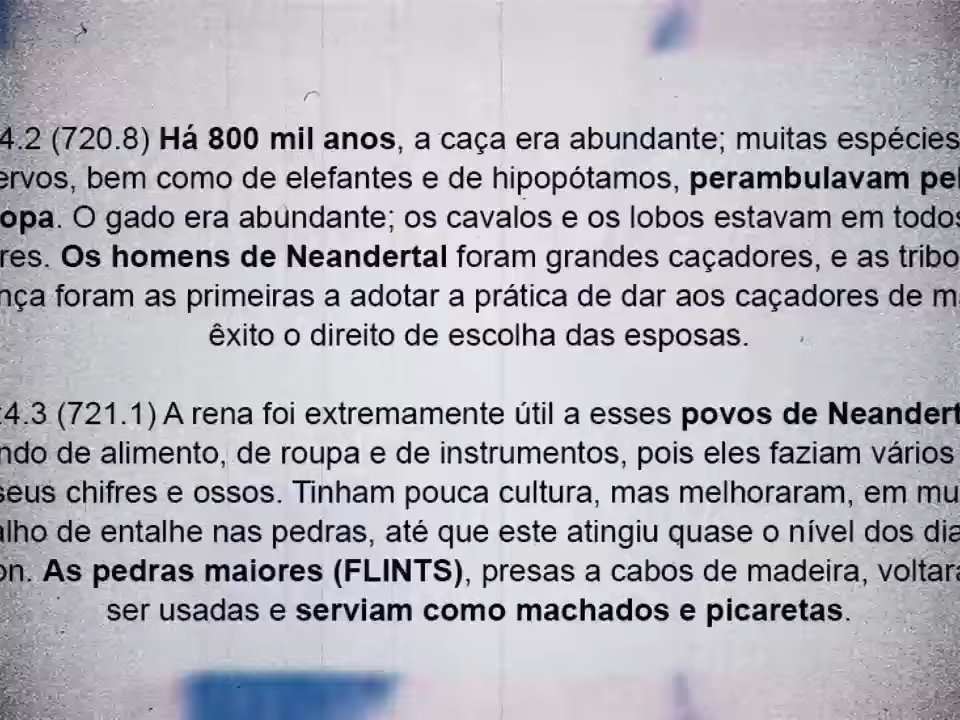 4.2 (720.8) Há 800 mil anos, a caça era abundante; muitas espécies
ervos, bem como de elefantes e de hipopótamos, perambulavam pel
opa. O gado era abundante; os cavalos e os lobos estavam em todos
res. Os homens de Neandertal foram grandes caçadores, e as tribo
nça foram as primeiras a adotar a prática de dar aos caçadores de m
êxito o direito de escolha das esposas.
:4.3 (721.1) A rena foi extremamente útil a esses povos de Neandert
ndo de alimento, de roupa e de instrumentos, pois eles faziam vários
seus chifres e ossos. Tinham pouca cultura, mas melhoraram, em mu
alho de entalhe nas pedras, até que este atingiu quase o nível dos dia
on. As pedras maiores (FLINTS), presas a cabos de madeira, voltara
ser usadas e serviam como machados e picaretas.